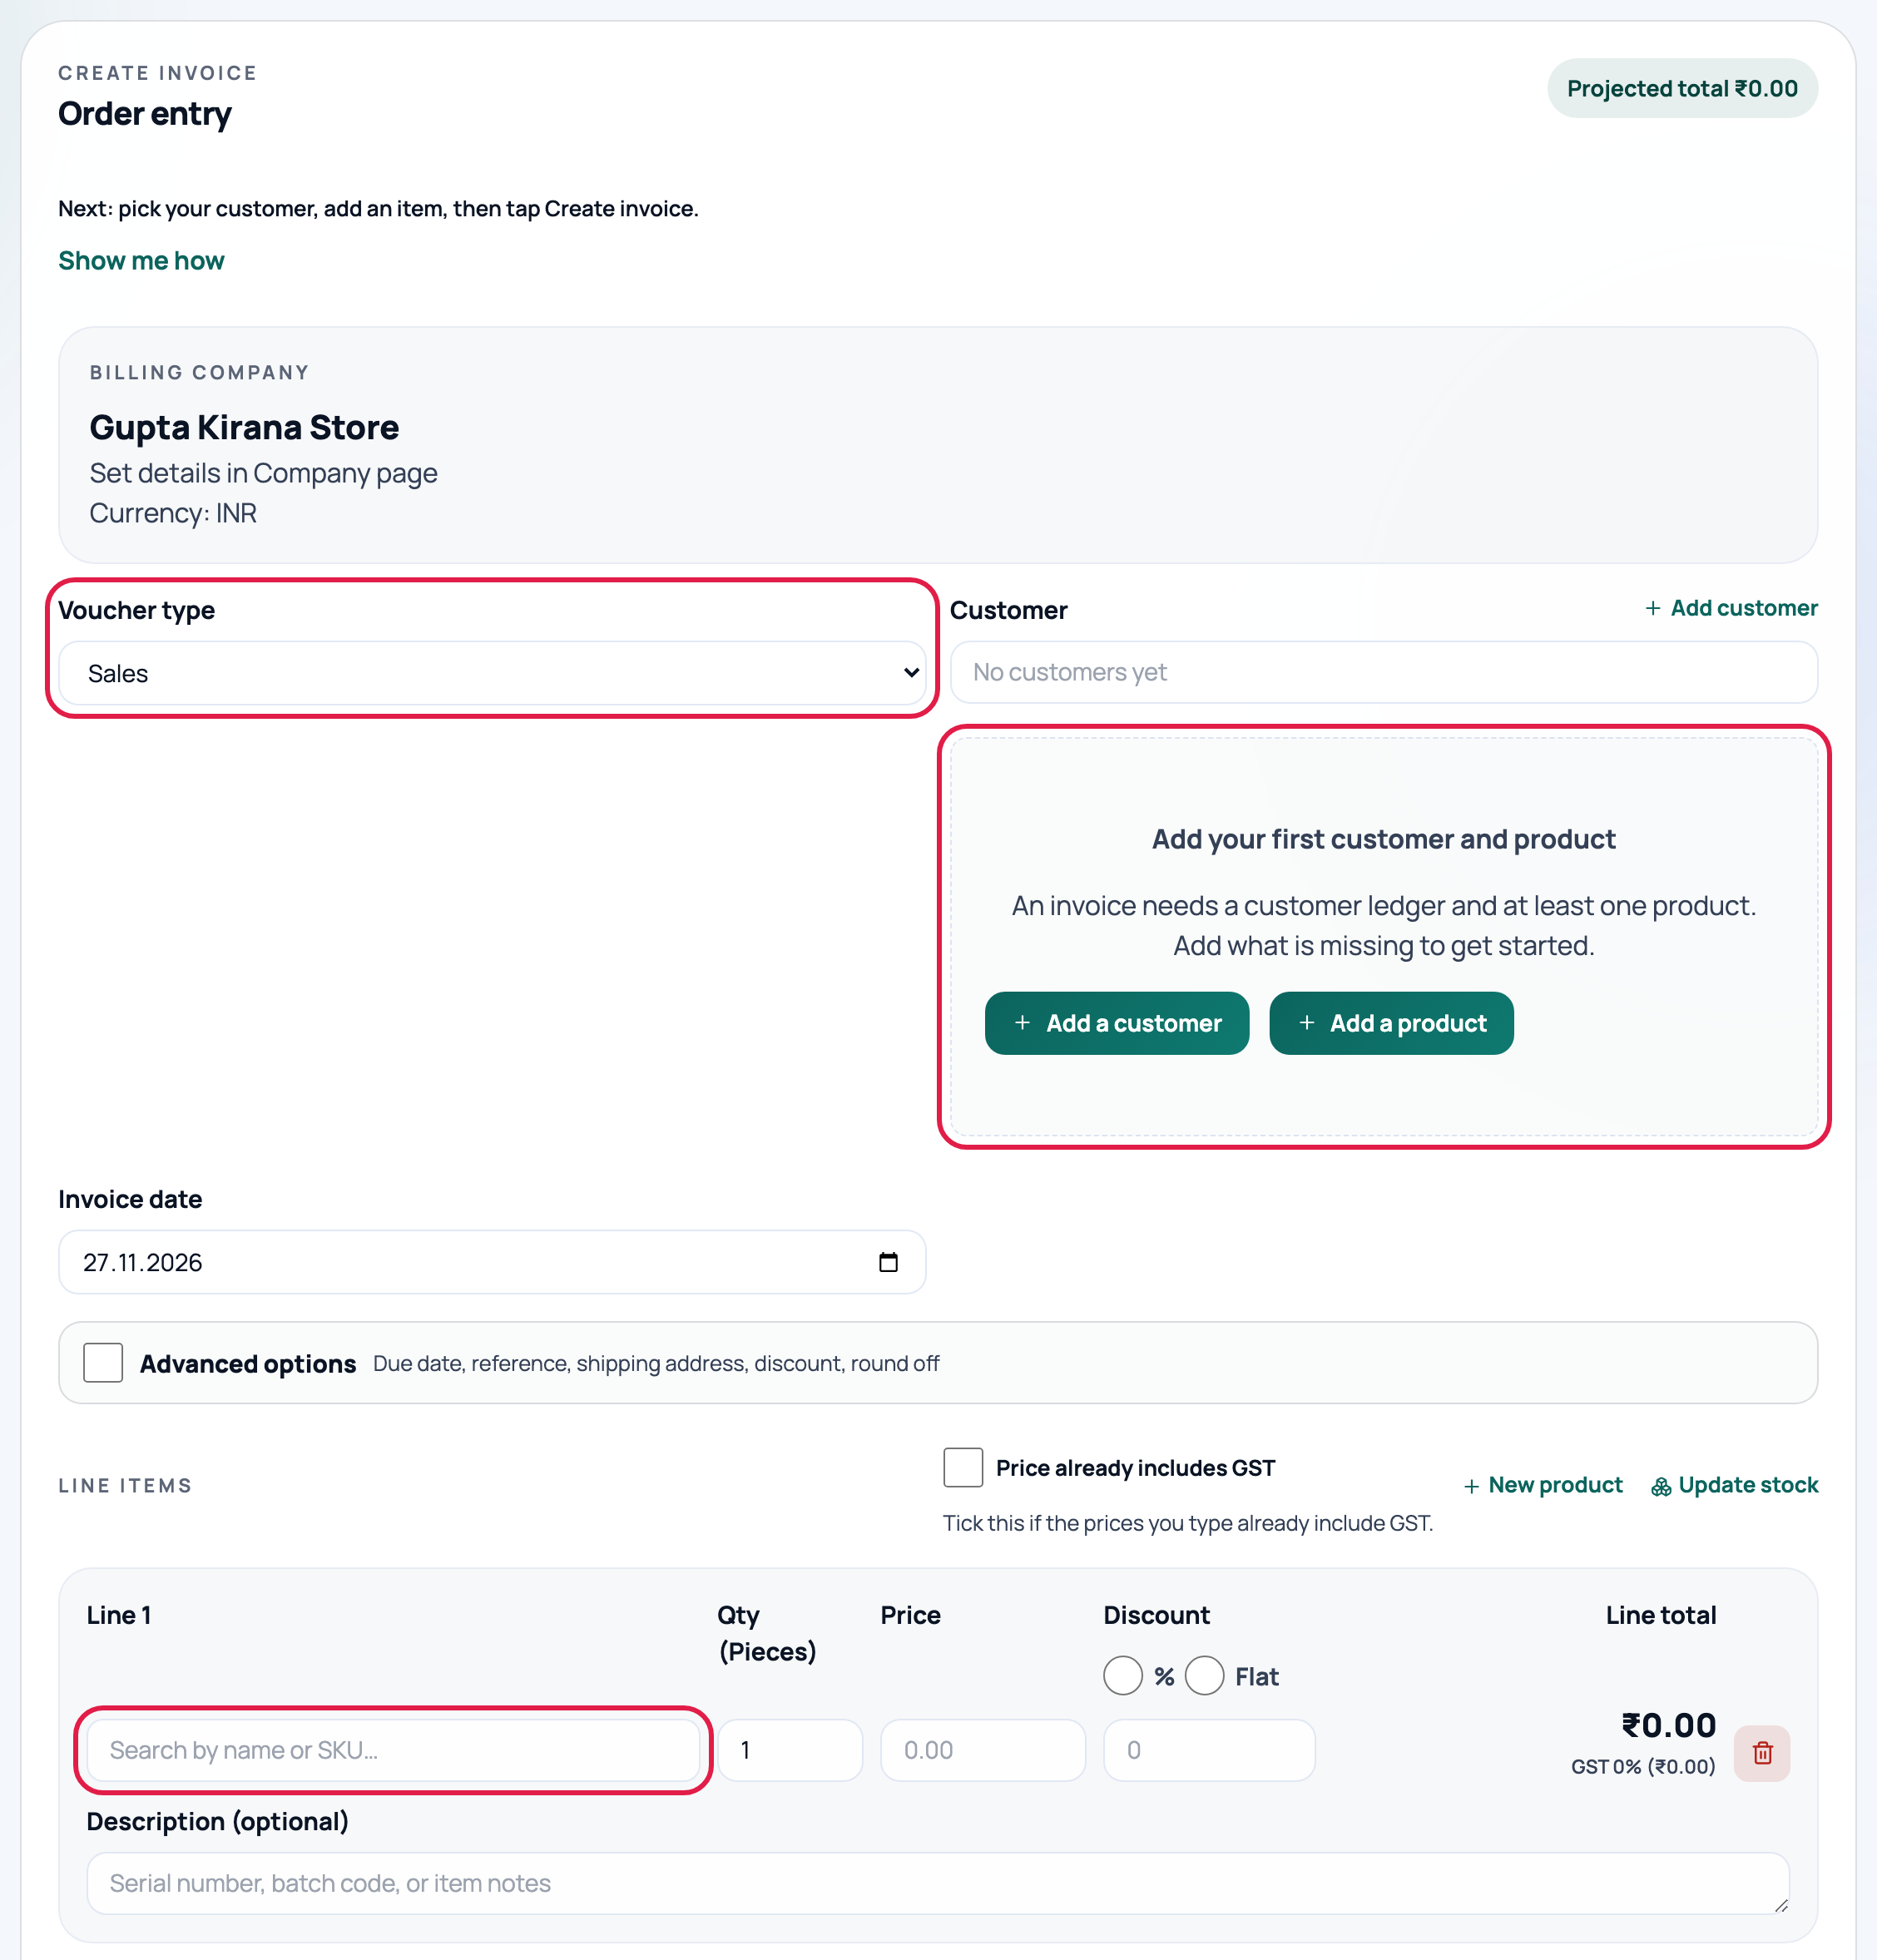 CREATE INVOICE
Order entry
Projected total ₹0.00
Next: pick your customer, add an item, then tap Create invoice.
Show me how
BILLING COMPANY
Gupta Kirana Store
Set details in Company page
Currency: INR
Voucher type
Sales
Customer
+ Add customer
No customers yet
Add your first customer and product
An invoice needs a customer ledger and at least one product.
Add what is missing to get started.
+ Add a customer
+ Add a product
Invoice date
27.11.2026
Advanced options Due date, reference, shipping address, discount, round off
LINE ITEMS
Price already includes GST
Tick this if the prices you type already include GST.
+ New product
Update stock
Line 1
Qty
(Pieces)
Price
Discount
% Flat
Line total
Search by name or SKU...
1
0.00
0
₹0.00
GST 0% (₹0.00)
Description (optional)
Serial number, batch code, or item notes